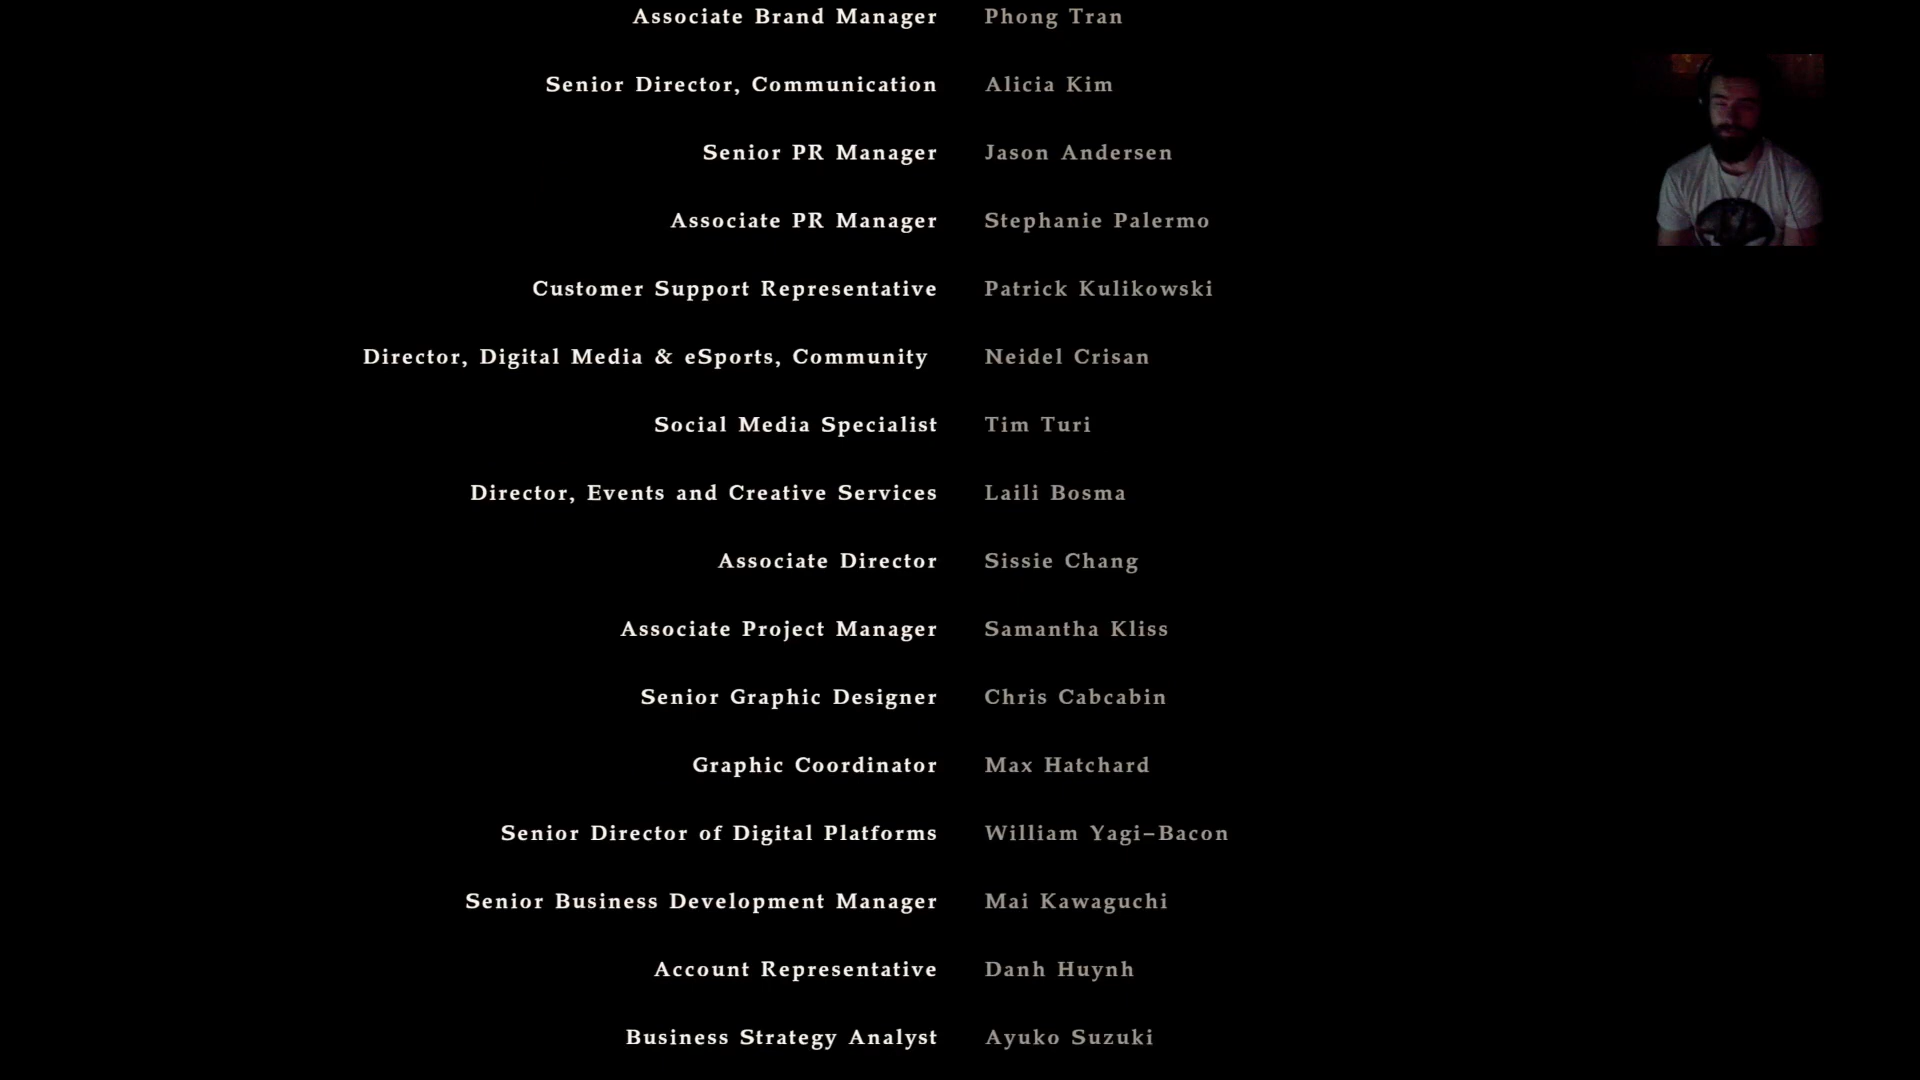 Associate Brand Manager Phong Tran
Senior Director, Communication Alicia Kim
Senior PR Manager Jason Andersen
Associate PR Manager Stephanie Palermo
Customer Support Representative Patrick Kulikowski
Director, Digital Media & eSports, Community Neidel Crisan
Social Media Specialist Tim Turi
Director, Events and Creative Services Laili Bosma
Associate Director Sissie Chang
Associate Project Manager Samantha Kliss
Senior Graphic Designer Chris Cabcabin
Graphic Coordinator Max Hatchard
Senior Director of Digital Platforms William Yagi–Bacon
Senior Business Development Manager Mai Kawaguchi
Account Representative Danh Huynh
Business Strategy Analyst Ayuko Suzuki